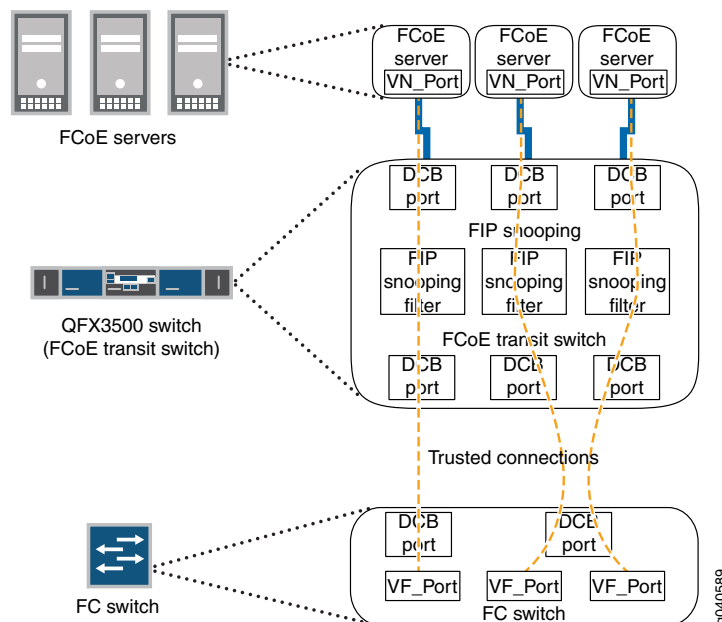 FCoE
server
VN_Port
FCoE
server
VN_Port
FCoE
server
VN_Port
FCoE servers
DCB
port
DCB
port
DCB
port
FIP snooping
FIP
snooping
filter
FIP
snooping
filter
FIP
snooping
filter
QFX3500 switch
(FCoE transit switch)
FCoE transit switch
DCB
port
DCB
port
DCB
port
Trusted connections
DCB
port
DCB
port
VF_Port
VF_Port
VF_Port
FC switch
FC switch
g040589